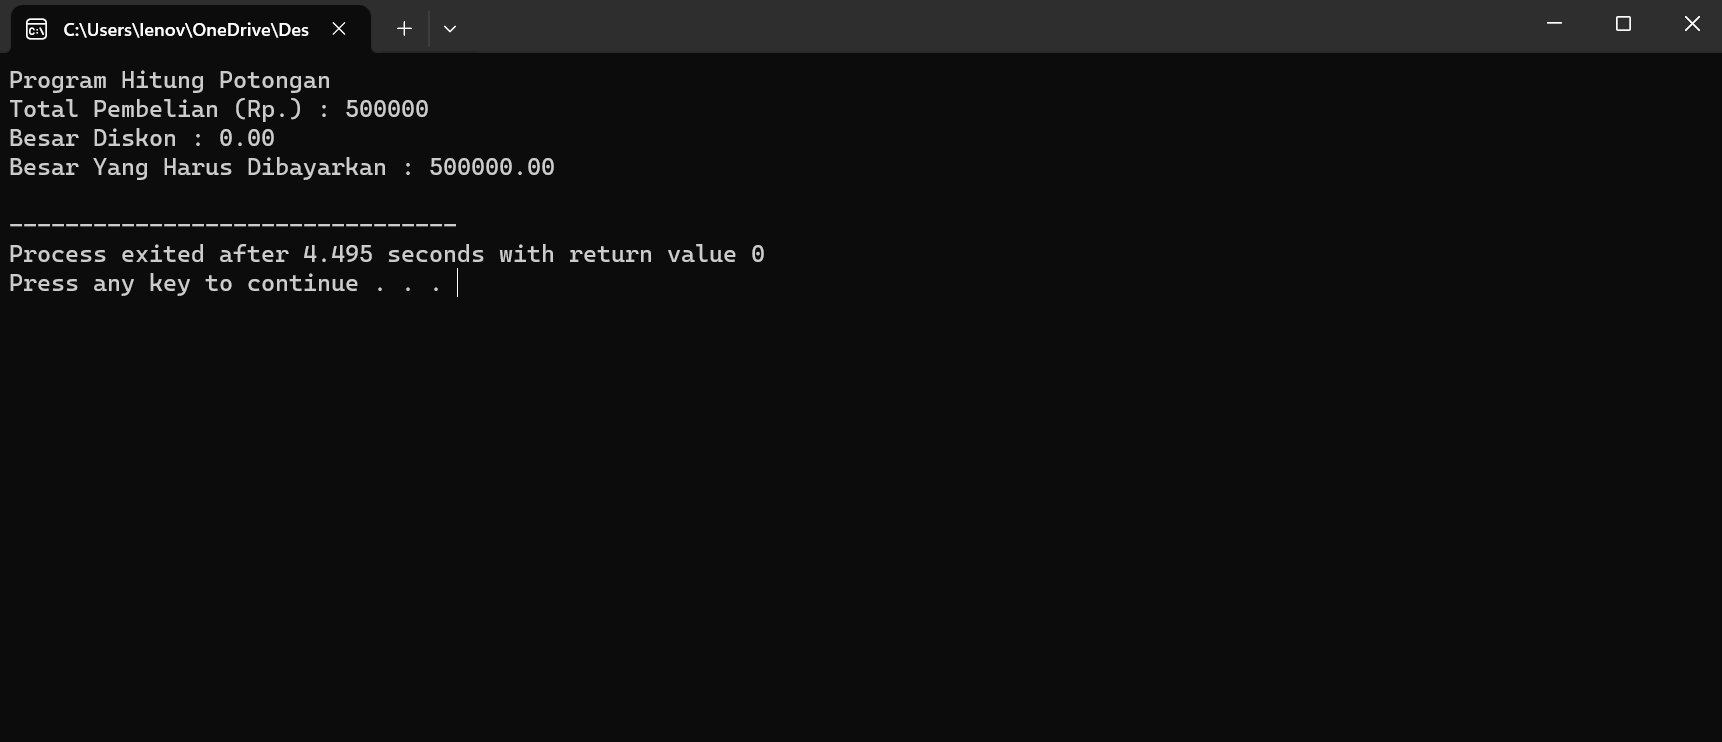 C:\Users\lenov\OneDrive\Des
Program Hitung Potongan
Total Pembelian (Rp.) : 500000
Besar Diskon : 0.00
Besar Yang Harus Dibayarkan : 500000.00
--------------------------------
Process exited after 4.495 seconds with return value 0
Press any key to continue . . .